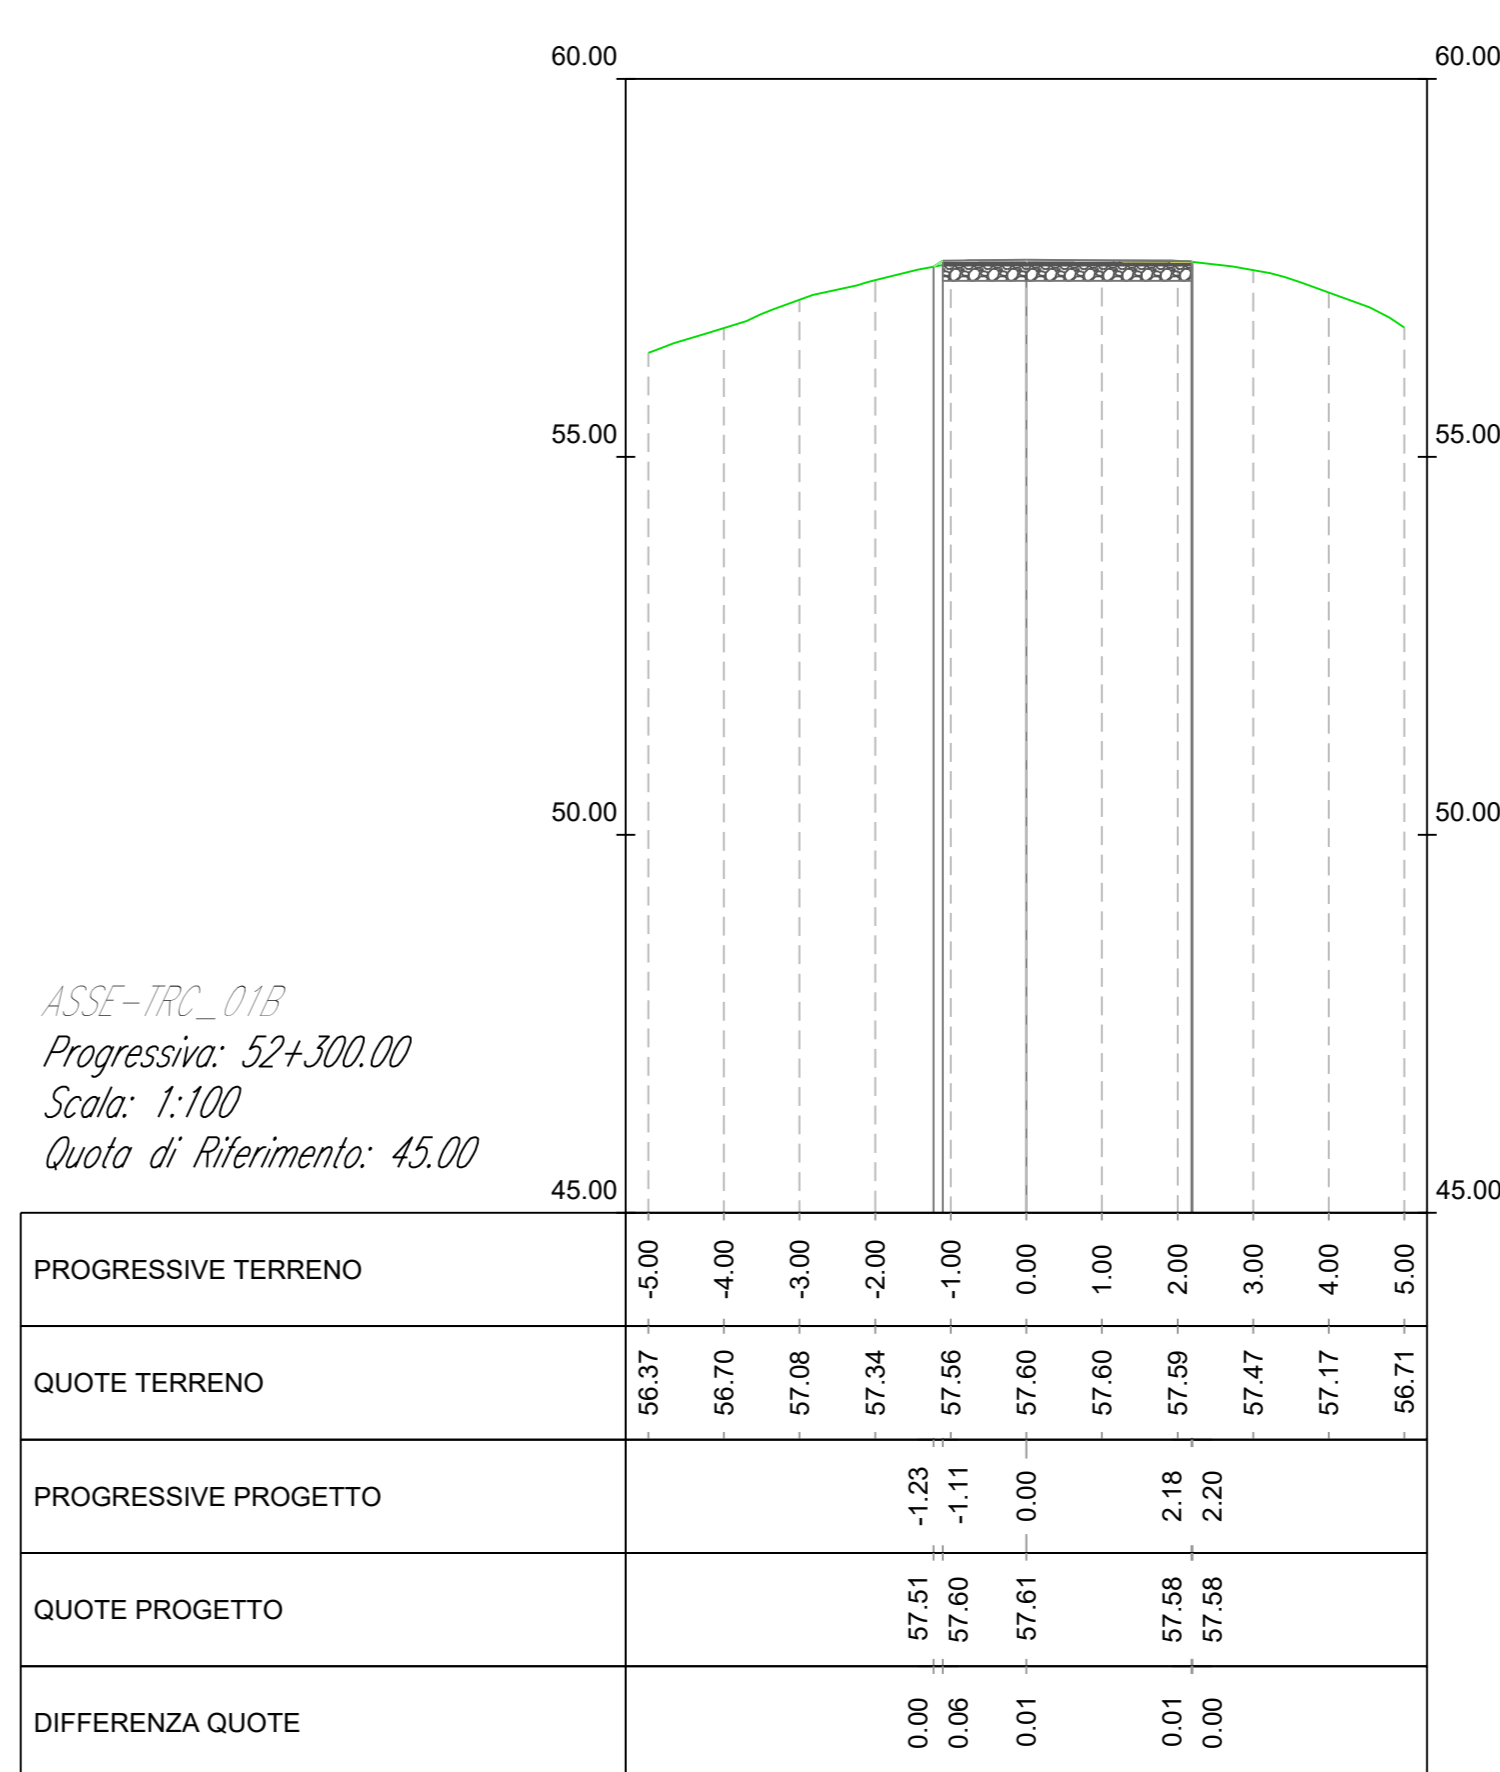 60.00 60.00
55.00 55.00
50.00 50.00
ASSE-TRC_01B
Progressiva: 52+300.00
Scala: 1:100
Quota di Riferimento: 45.00
45.00 45.00
PROGRESSIVE TERRENO -5.00 -4.00 -3.00 -2.00 -1.00 0.00 1.00 2.00 3.00 4.00 5.00
QUOTE TERRENO 56.37 56.70 57.08 57.34 57.56 57.60 57.60 57.59 57.47 57.17 56.71
PROGRESSIVE PROGETTO -1.23 -1.11 0.00 2.18 2.20
QUOTE PROGETTO 57.51 57.60 57.61 57.58 57.58
DIFFERENZA QUOTE 0.00 0.06 0.01 0.01 0.00